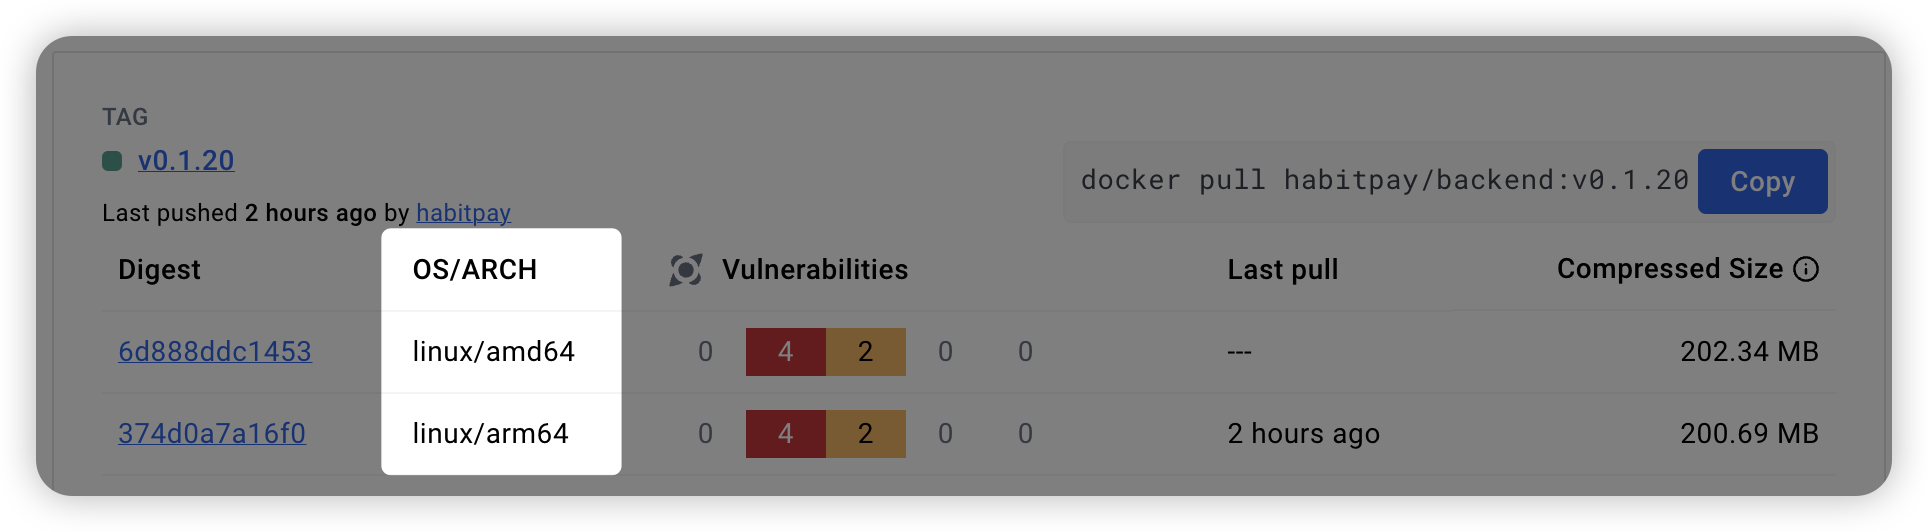 TAG
v0.1.20
docker pull habitpay/backend:v0.1.20 Copy
Last pushed 2 hours ago by habitpay
Digest OS/ARCH Vulnerabilities Last pull Compressed Size
6d888ddc1453 linux/amd64 0 4 2 0 0 --- 202.34 MB
374d0a7a16f0 linux/arm64 0 4 2 0 0 2 hours ago 200.69 MB